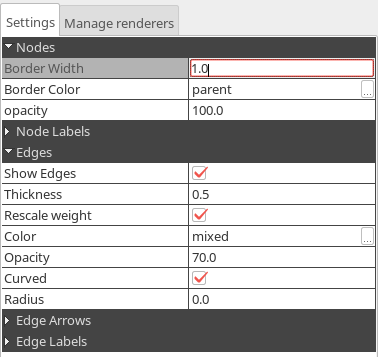 Settings Manage renderers
Nodes
Border Width 1.0
Border Color parent ...
opacity 100.0
Node Labels
Edges
Show Edges
Thickness 0.5
Rescale weight
Color mixed ...
Opacity 70.0
Curved
Radius 0.0
Edge Arrows
Edge Labels